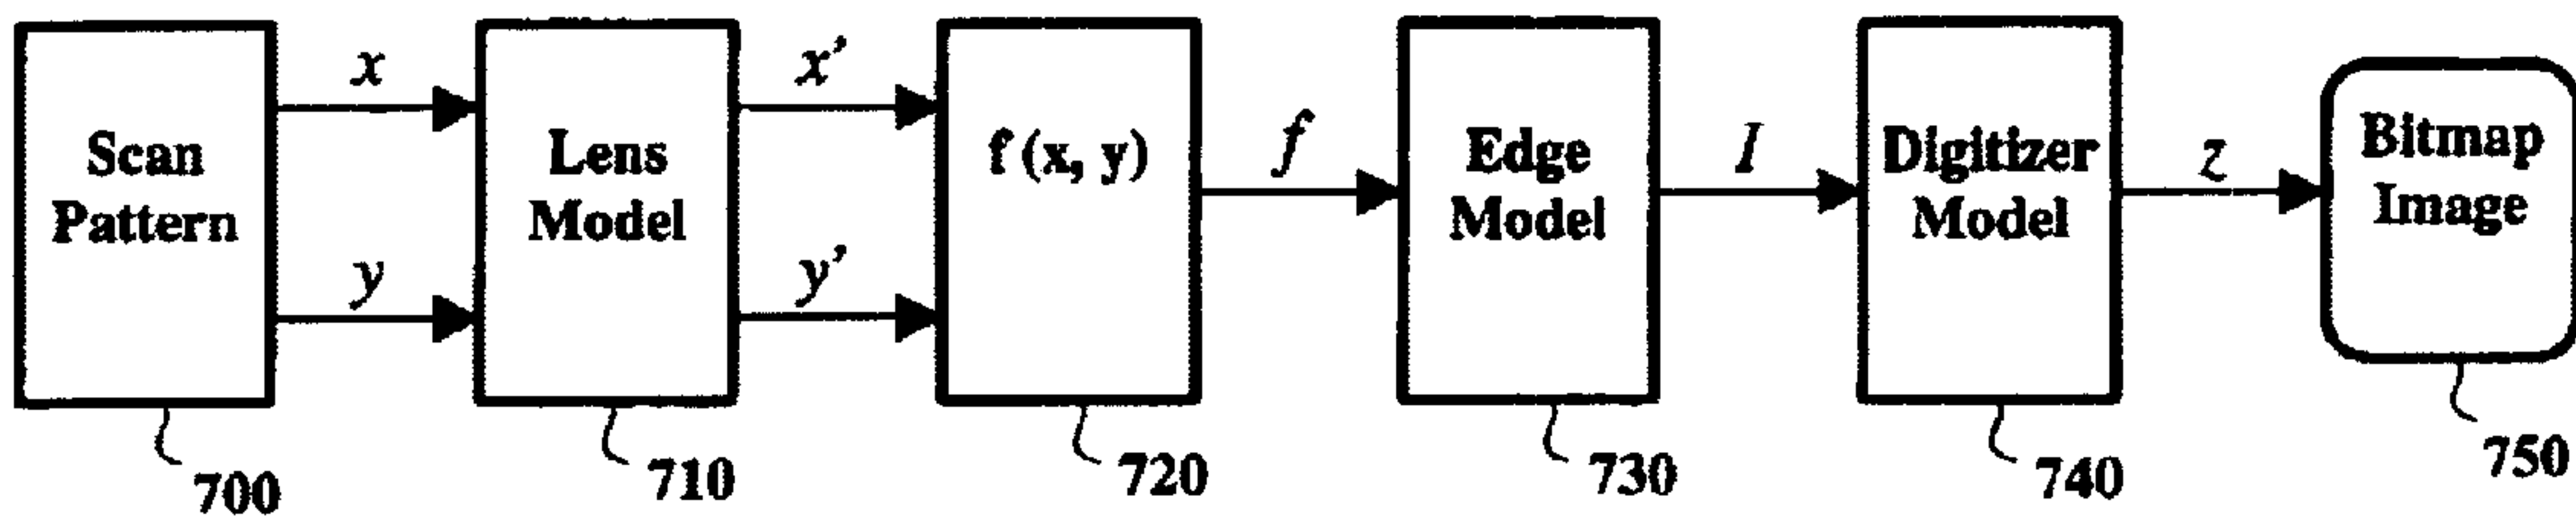 Scan
Pattern
x
y
Lens
Model
x'
y'
f (x, y)
f
Edge
Model
I
Digitizer
Model
z
Bitmap
Image
700
710
720
730
740
750